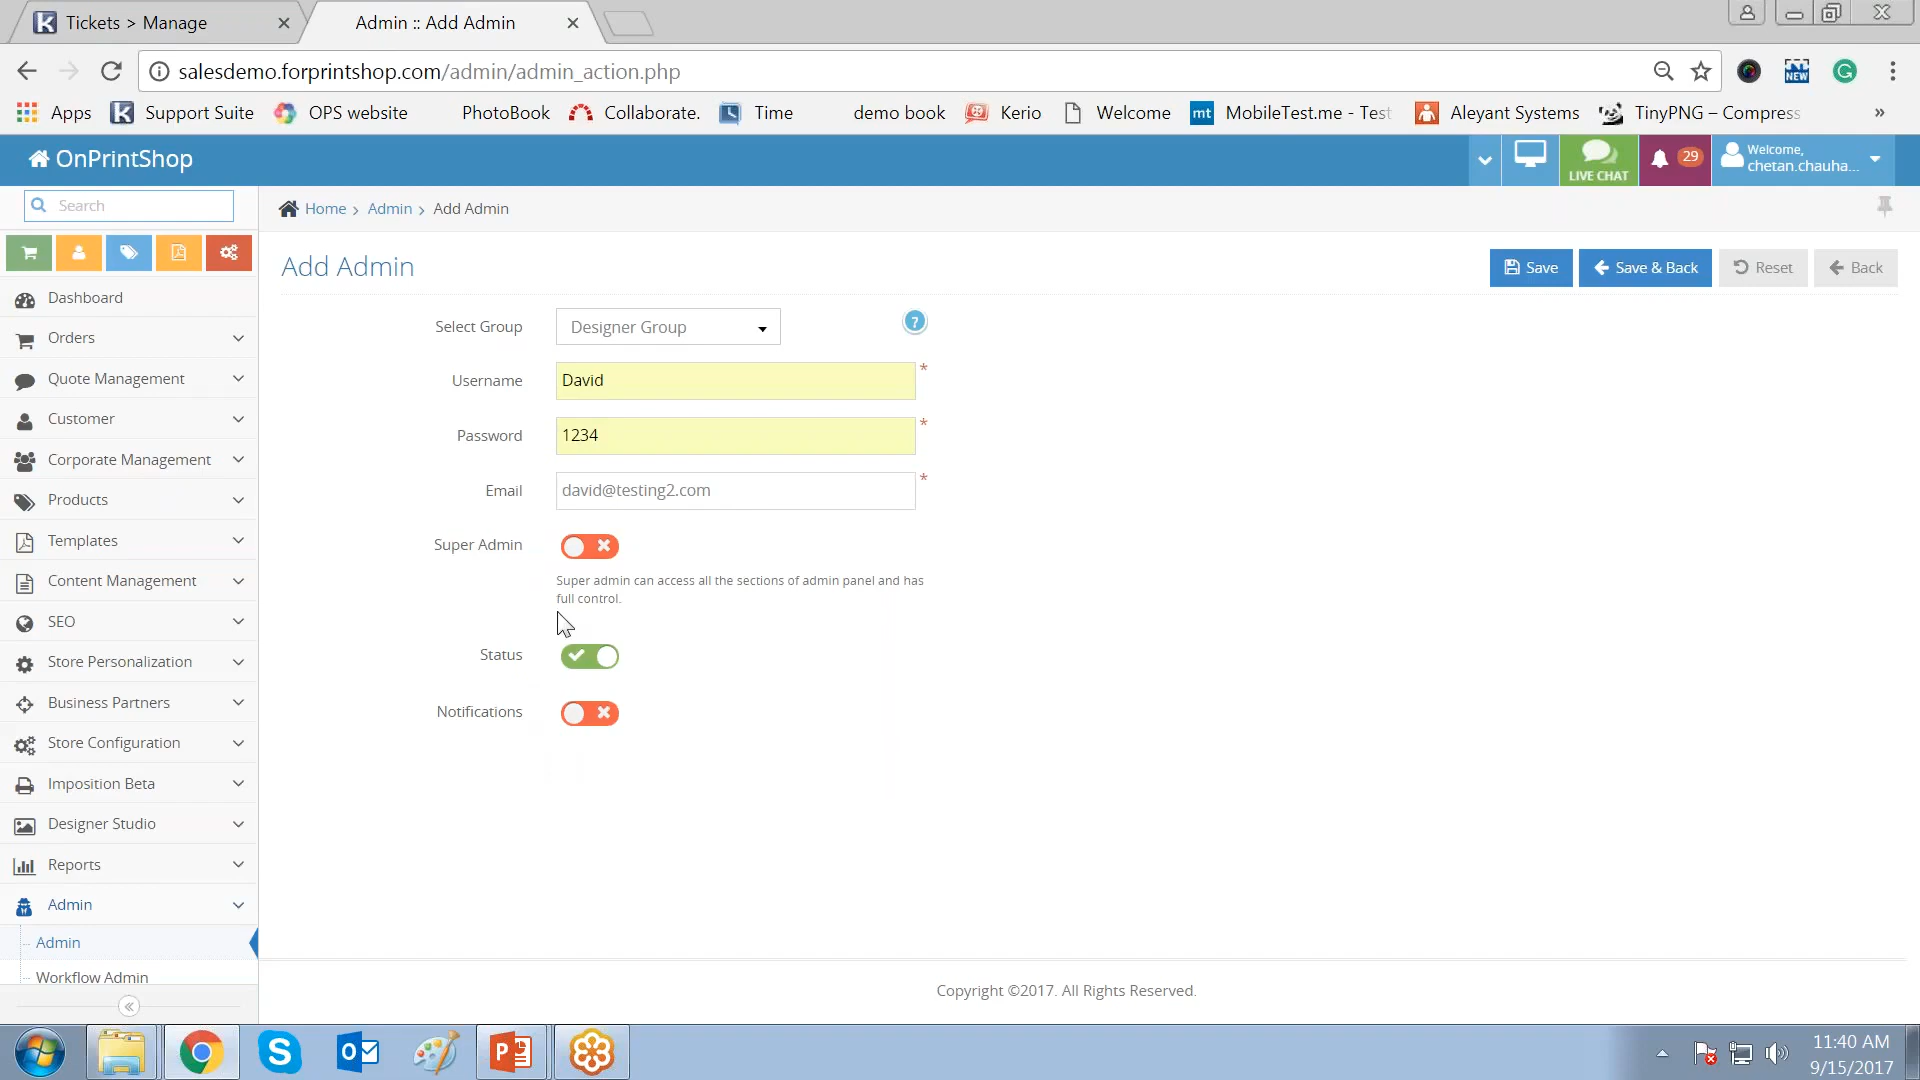 Tickets > Manage
Admin :: Add Admin
salesdemo.forprintshop.com/admin/admin_action.php
Apps
Support Suite
OPS website
PhotoBook
Collaborate.
Time
demo book
Kerio
Welcome
mt
MobileTest.me - Test
Aleyant Systems
TinyPNG – Compress
»
NEW
OnPrintShop
LIVE CHAT
29
Welcome,
chetan.chauha...
Search
Home > Admin > Add Admin
Add Admin
Save
Save & Back
Reset
Back
Dashboard
Orders
Quote Management
Customer
Corporate Management
Products
Templates
Content Management
SEO
Store Personalization
Business Partners
Store Configuration
Imposition Beta
Designer Studio
Reports
Admin
Admin
Workflow Admin
Select Group
Designer Group
?
Username
David
*
Password
1234
*
Email
david@testing2.com
*
Super Admin
Super admin can access all the sections of admin panel and has
full control.
Status
Notifications
Copyright ©2017. All Rights Reserved.
11:40 AM
9/15/2017